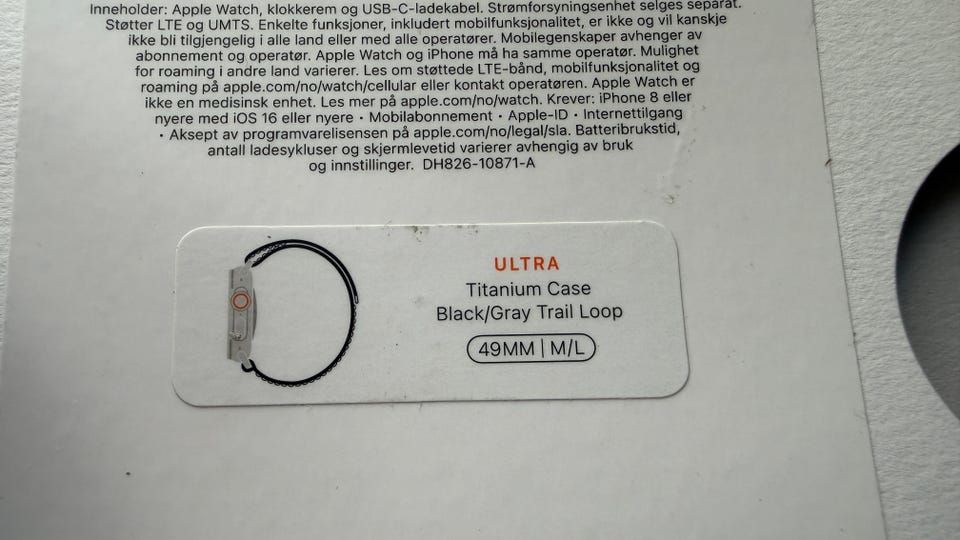 Inneholder: Apple Watch, klokkerem og USB-C-ladekabel. Strømforsyningsenhet selges separat.
Støtter LTE og UMTS. Enkelte funksjoner, inkludert mobilfunksjonalitet, er ikke og vil kanskje
ikke bli tilgjengelig i alle land eller med alle operatører. Mobilegenskaper avhenger av
abonnement og operatør. Apple Watch og iPhone må ha samme operatør. Mulighet
for roaming i andre land varierer. Les om støttede LTE-bånd, mobilfunksjonalitet og
roaming på apple.com/no/watch/cellular eller kontakt operatøren. Apple Watch er
ikke en medisinsk enhet. Les mer på apple.com/no/watch. Krever: iPhone 8 eller
nyere med iOS 16 eller nyere • Mobilabonnement • Apple-ID • Internettilgang
• Aksept av programvarelisensen på apple.com/no/legal/sla. Batteribrukstid,
antall ladesykluser og skjermlevetid varierer avhengig av bruk
og innstillinger. DH826-10871-A
ULTRA
Titanium Case
Black/Gray Trail Loop
49MM | M/L